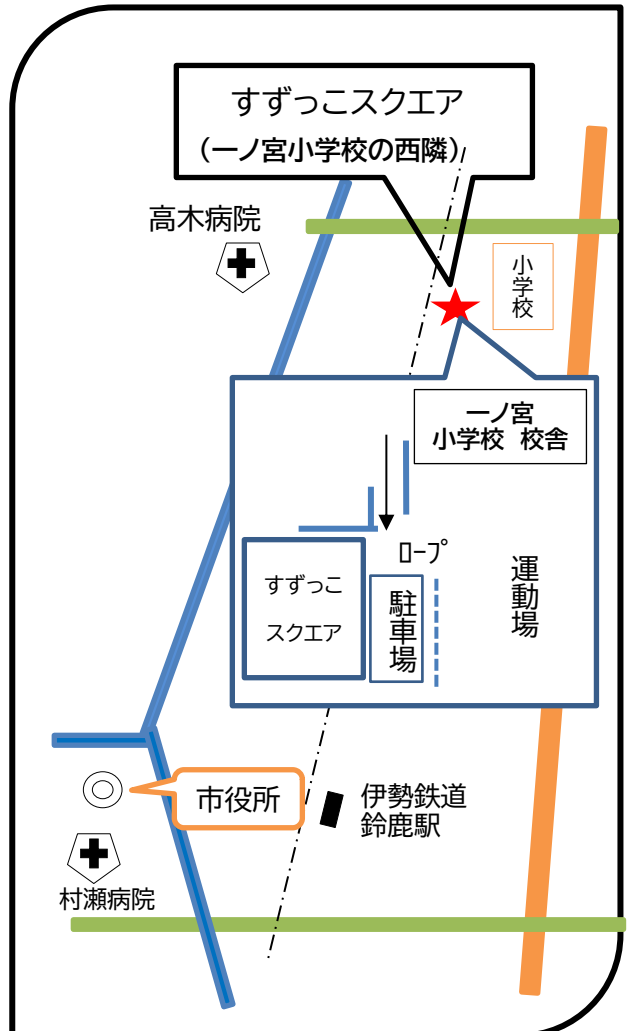 すずっこスクエア
（一ノ宮小学校の西隣）
高木病院
小学校
一ノ宮
小学校 校舎
ﾛｰﾌﾟ
運動場
すずっこ
スクエア
駐車場
市役所
伊勢鉄道
鈴鹿駅
村瀬病院